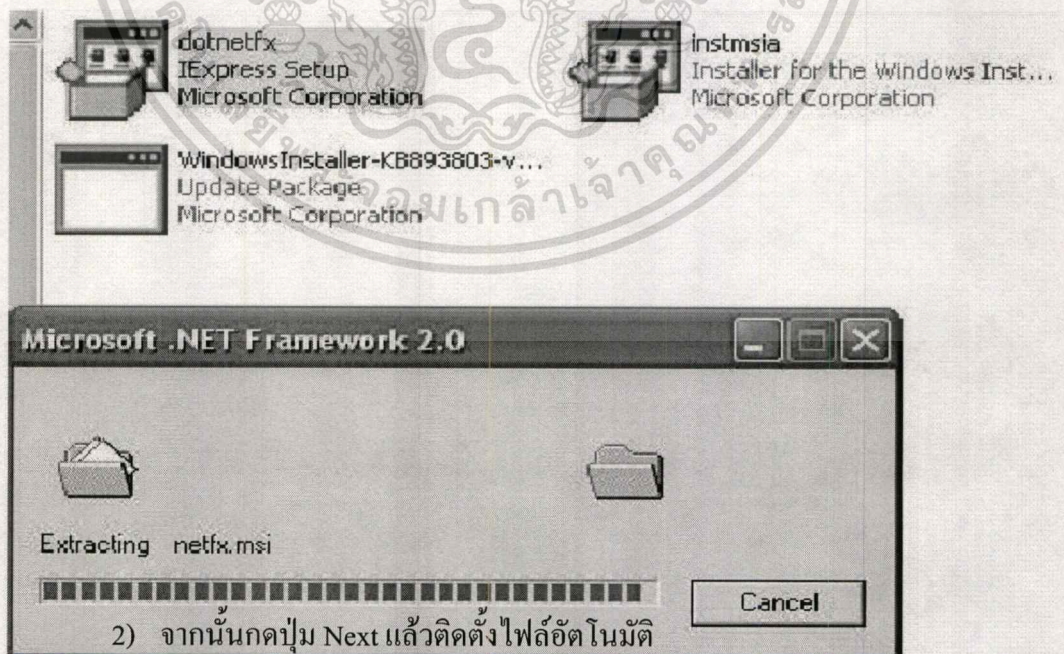 dotnetfx
IExpress Setup
Microsoft Corporation
instmsia
Installer for the Windows Inst...
Microsoft Corporation
WindowsInstaller-KB893803-v...
Update Package
Microsoft Corporation
Microsoft .NET Framework 2.0
Extracting netfx.msi
Cancel
2) จากนั้นกดปุ่ม Next แล้วติดตั้งไฟล์อัตโนมัติ